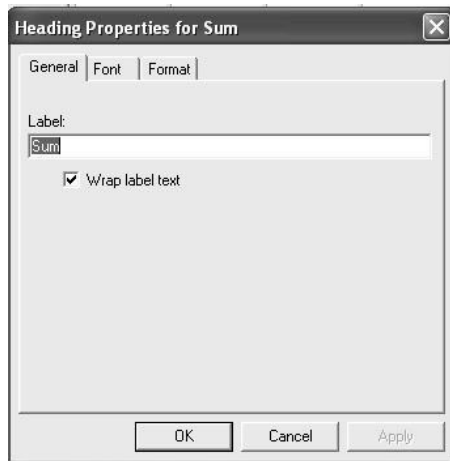 Heading Properties for Sum
General Font Format
Label:
Sum
Wrap label text
OK Cancel Apply